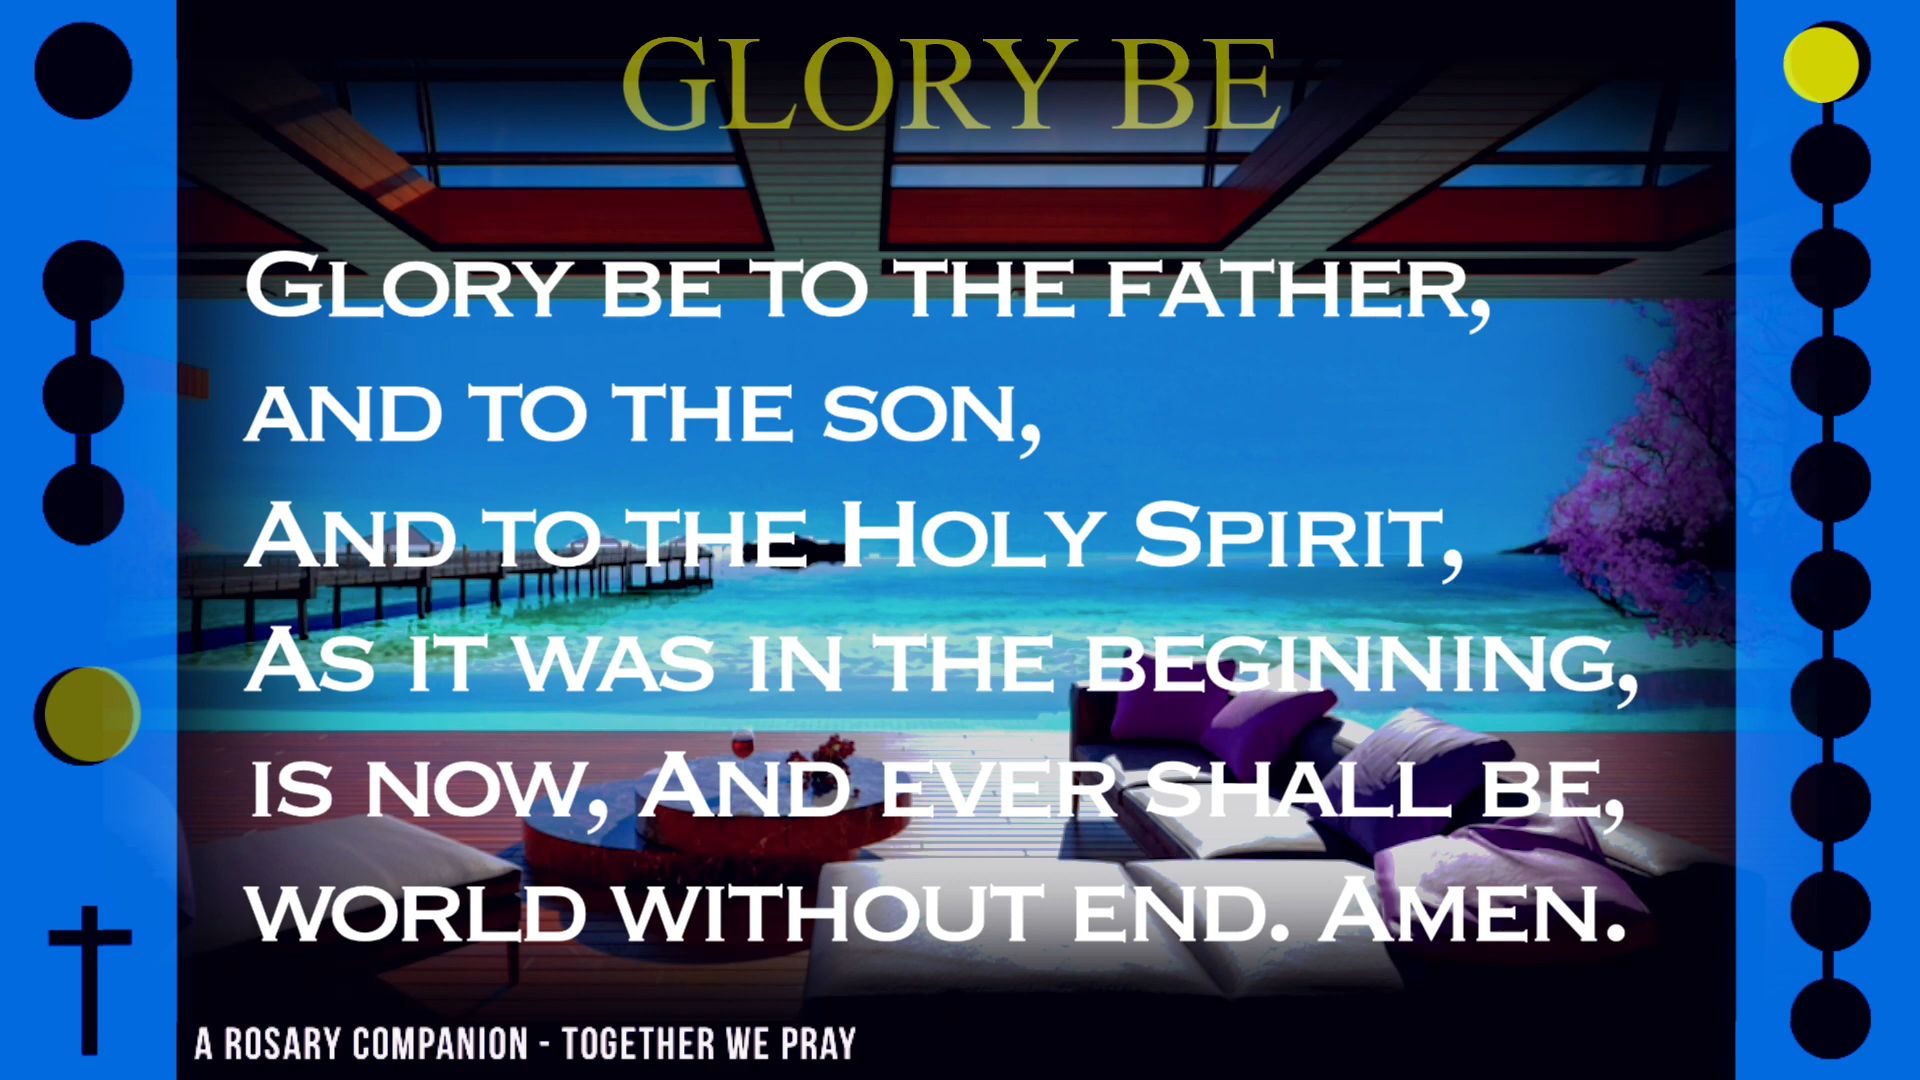 GLORY BE
Glory be to the father,
and to the son,
And to the Holy Spirit,
As it was in the beginning,
is now, And ever shall be,
world without end. Amen.
A ROSARY COMPANION - TOGETHER WE PRAY